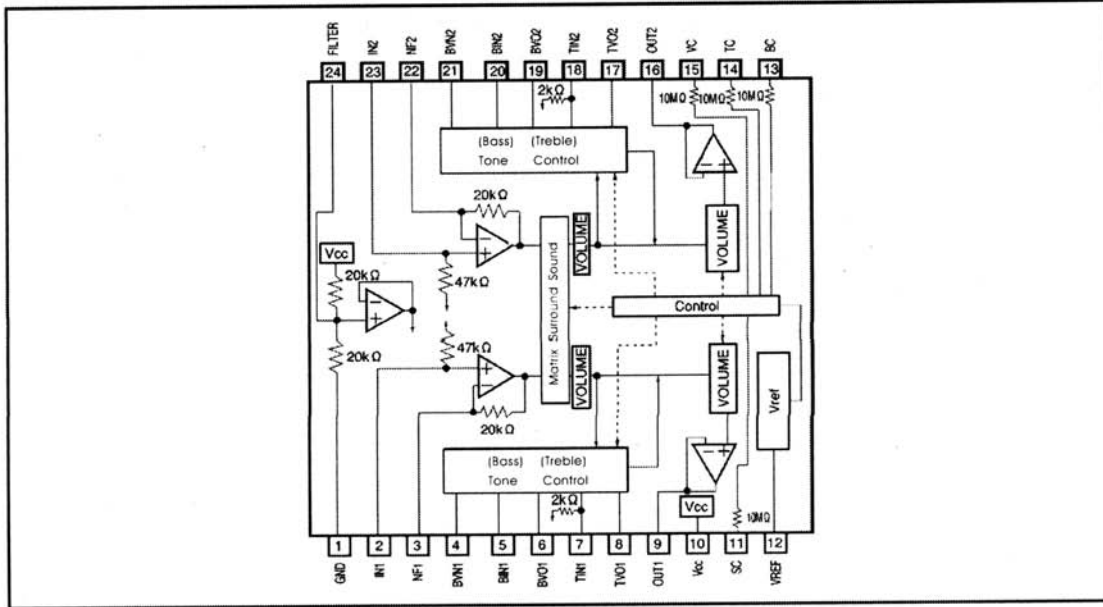 FILTER IN2 NF2 BVN2 BIN2 BVO2 TIN2 TVO2 OUT2 VC TC BC
24 23 22 21 20 19 18 17 16 15 14 13
2kΩ 10MΩ 10MΩ 10MΩ
(Bass) (Treble)
Tone Control
20kΩ
VOLUME
VOLUME
Matrix Surround Sound
Vcc
20kΩ
47kΩ
Control
47kΩ
20kΩ
VOLUME
VOLUME
Vref
20kΩ
(Bass) (Treble)
Tone Control
2kΩ
Vcc
10MΩ
1 2 3 4 5 6 7 8 9 10 11 12
GND IN1 NF1 BVN1 BIN1 BVO1 TIN1 TVO1 OUT1 Vcc SC VREF